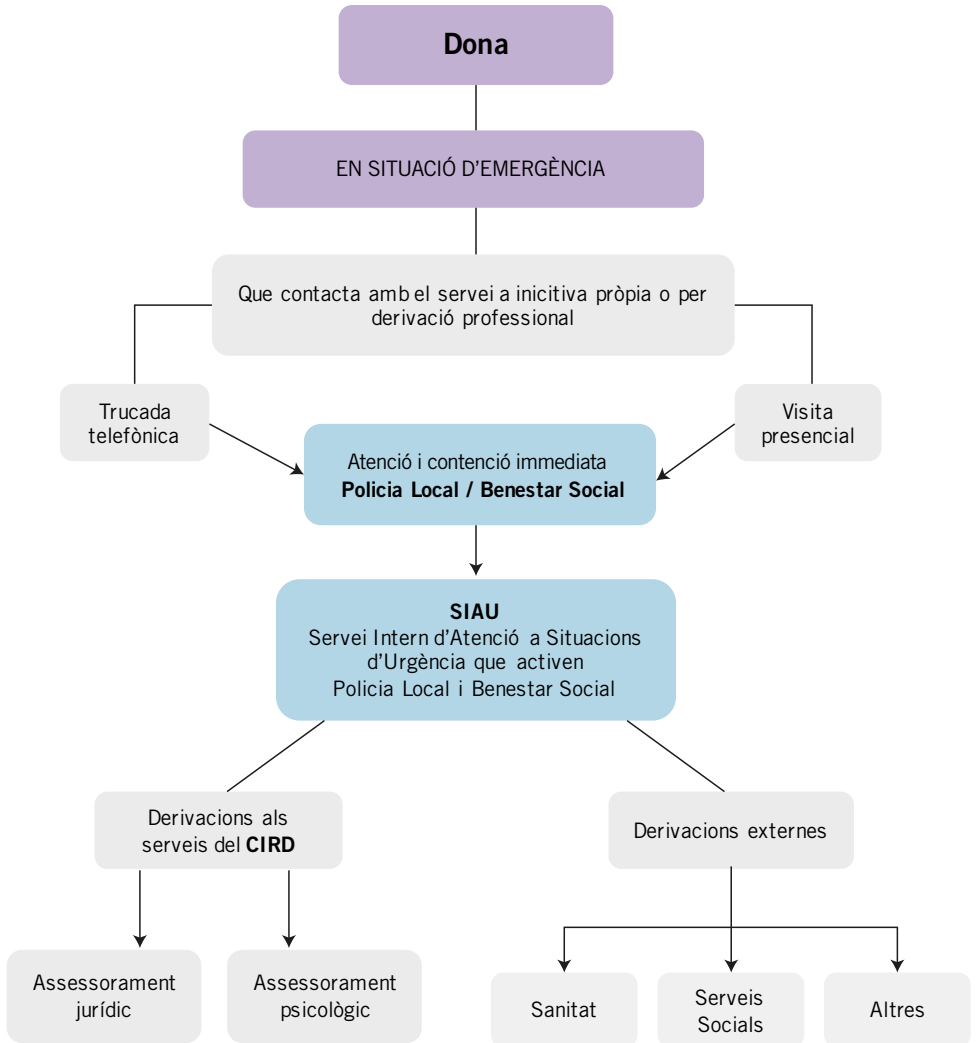 Dona
EN SITUACIÓ D'EMERGÈNCIA
Que contacta amb el servei a inicitiva pròpia o per
derivació professional
Trucada
telefònica
Visita
presencial
Atenció i contenció immediata
Policia Local / Benestar Social
SIAU
Servei Intern d'Atenció a Situacions
d'Urgència que activen
Policia Local i Benestar Social
Derivacions als
serveis del CIRD
Derivacions externes
Assessorament
jurídic
Assessorament
psicològic
Sanitat
Serveis
Socials
Altres